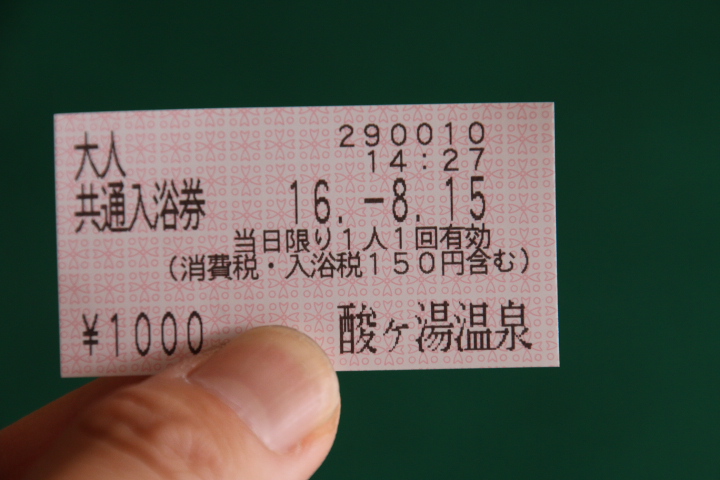 大人
290010
14:27
共通入浴券
16.-8.15
当日限り1人1回有効
(消費税・入浴税150円含む)
¥1000
酸ヶ湯温泉